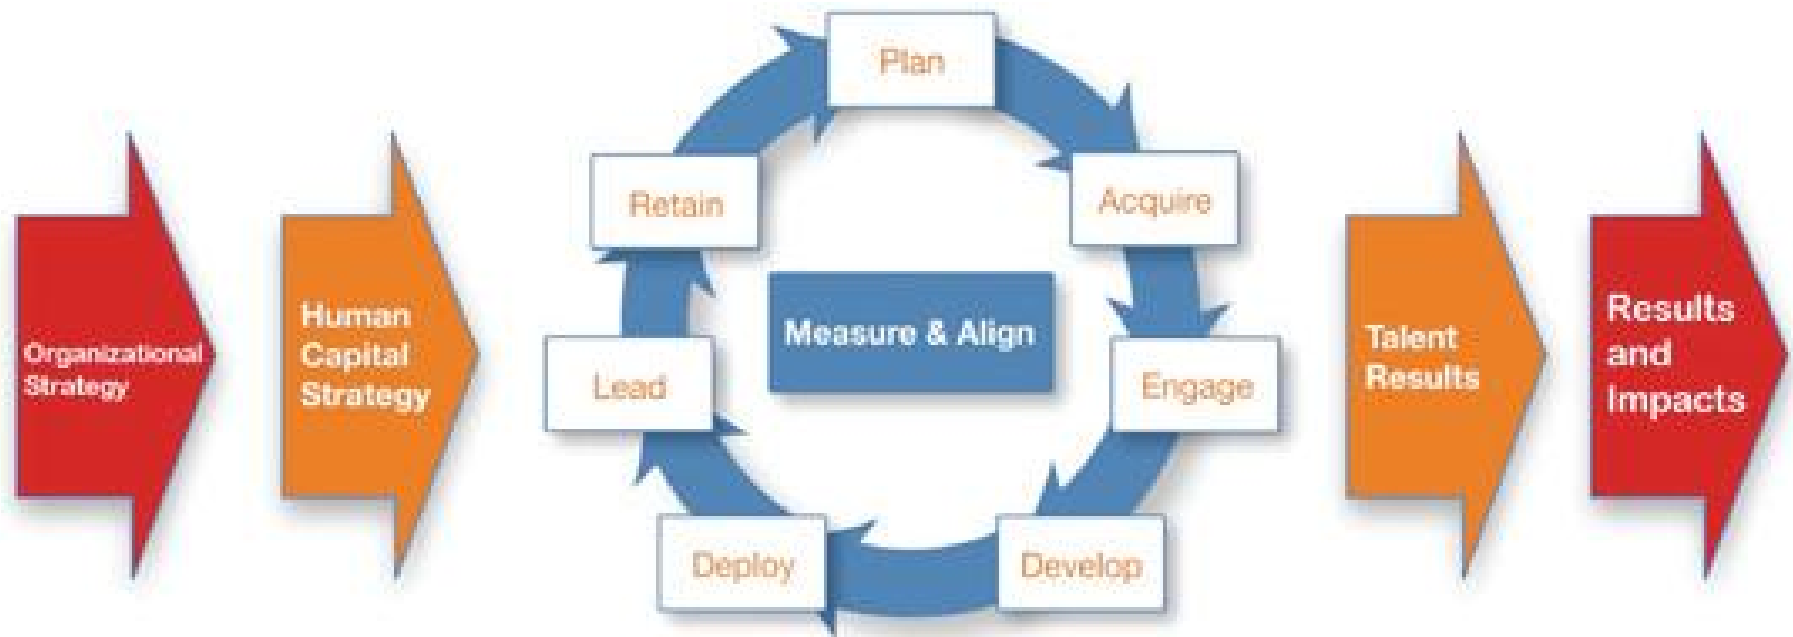 Organizational
Strategy
Human
Capital
Strategy
Plan
Acquire
Engage
Develop
Deploy
Lead
Retain
Measure & Align
Talent
Results
Results
and
Impacts